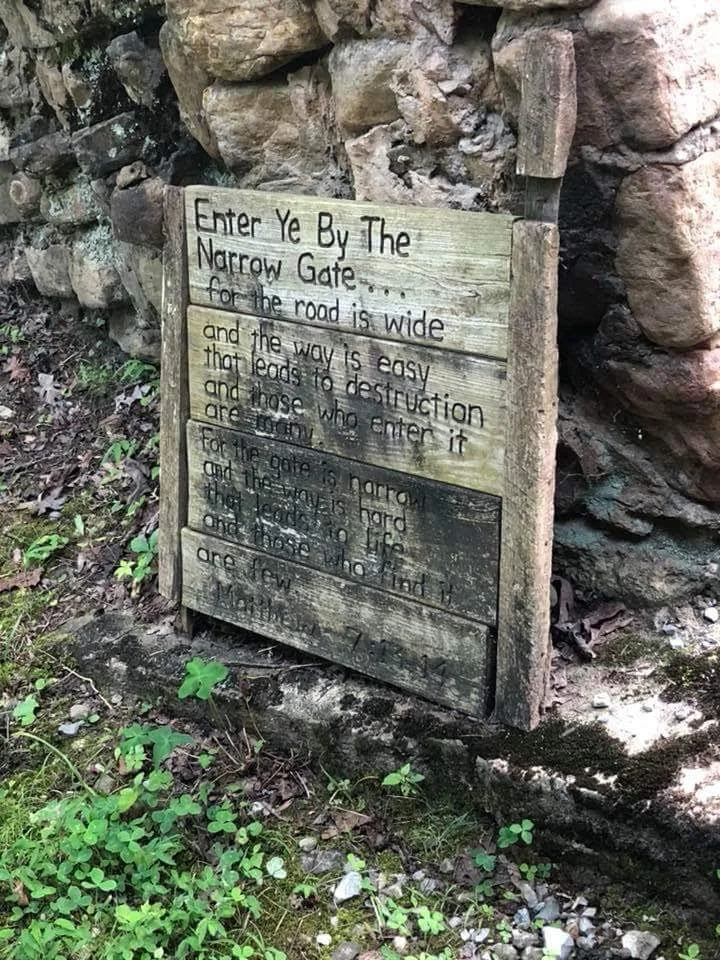 Enter Ye By The
Narrow Gate...
for the road is wide
and the way is easy
that leads to destruction
and those who enter it
are many.
For the gate is narrow
and the way is hard
that leads to life
and those who find it
are few.
Matthew 7:13-14